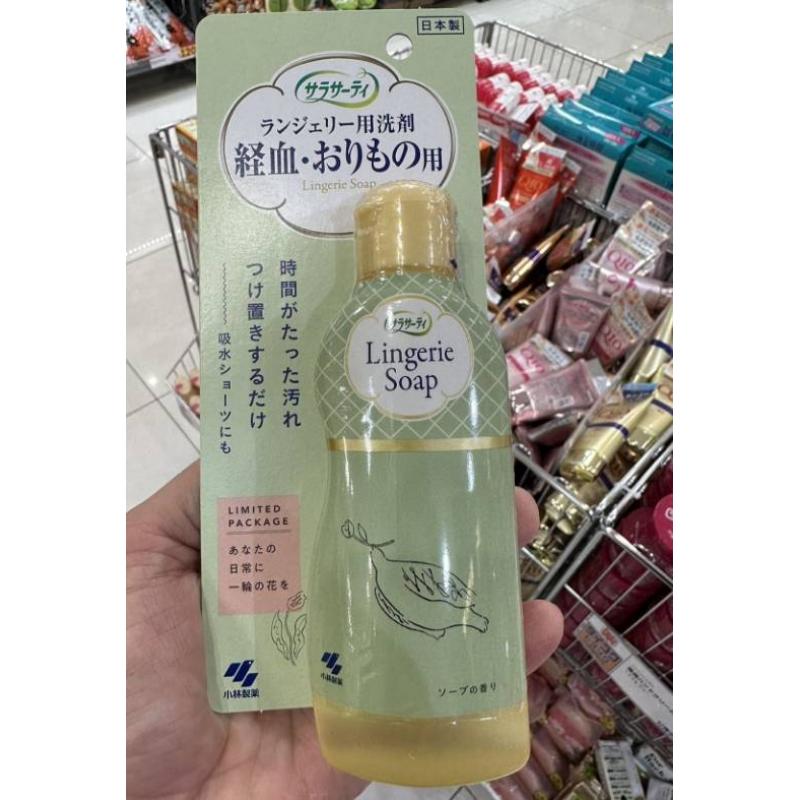 日本製
サラサーティ
ランジェリー用洗剤
経血・おりもの用
Lingerie Soap
時間がたった汚れ
つけ置きするだけ
吸水ショーツにも
LIMITED
PACKAGE
あなたの
日常に
一輪の花を
小林製薬
サラサーティ
Lingerie
Soap
小林製薬
ソープの香り
Q10
Q10